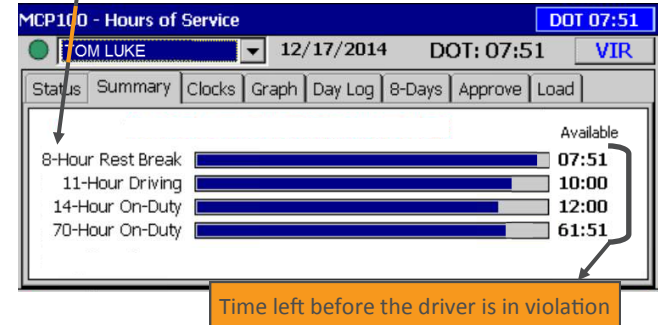 MCP100 - Hours of Service DOT 07:51
TOM LUKE 12/17/2014 DOT: 07:51 VIR
Status Summary Clocks Graph Day Log 8-Days Approve Load
Available
8-Hour Rest Break 07:51
11-Hour Driving 10:00
14-Hour On-Duty 12:00
70-Hour On-Duty 61:51
Time left before the driver is in violation